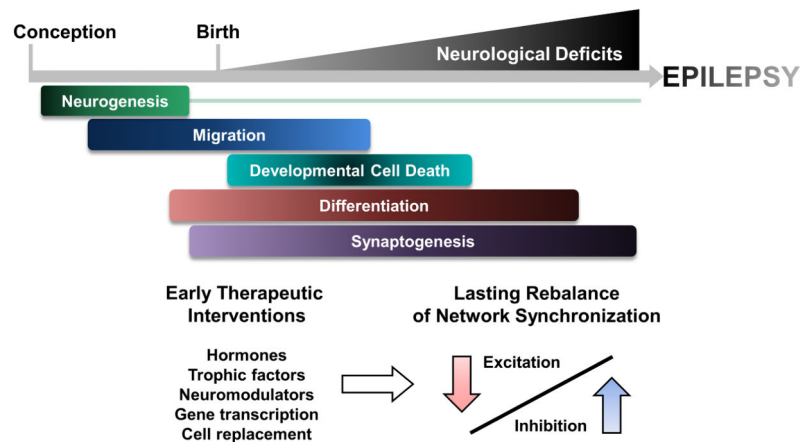 Conception
Birth
Neurological Deficits
EPILEPSY
Neurogenesis
Migration
Developmental Cell Death
Differentiation
Synaptogenesis
Early Therapeutic
Interventions
Hormones
Trophic factors
Neuromodulators
Gene transcription
Cell replacement
Lasting Rebalance
of Network Synchronization
Excitation
Inhibition